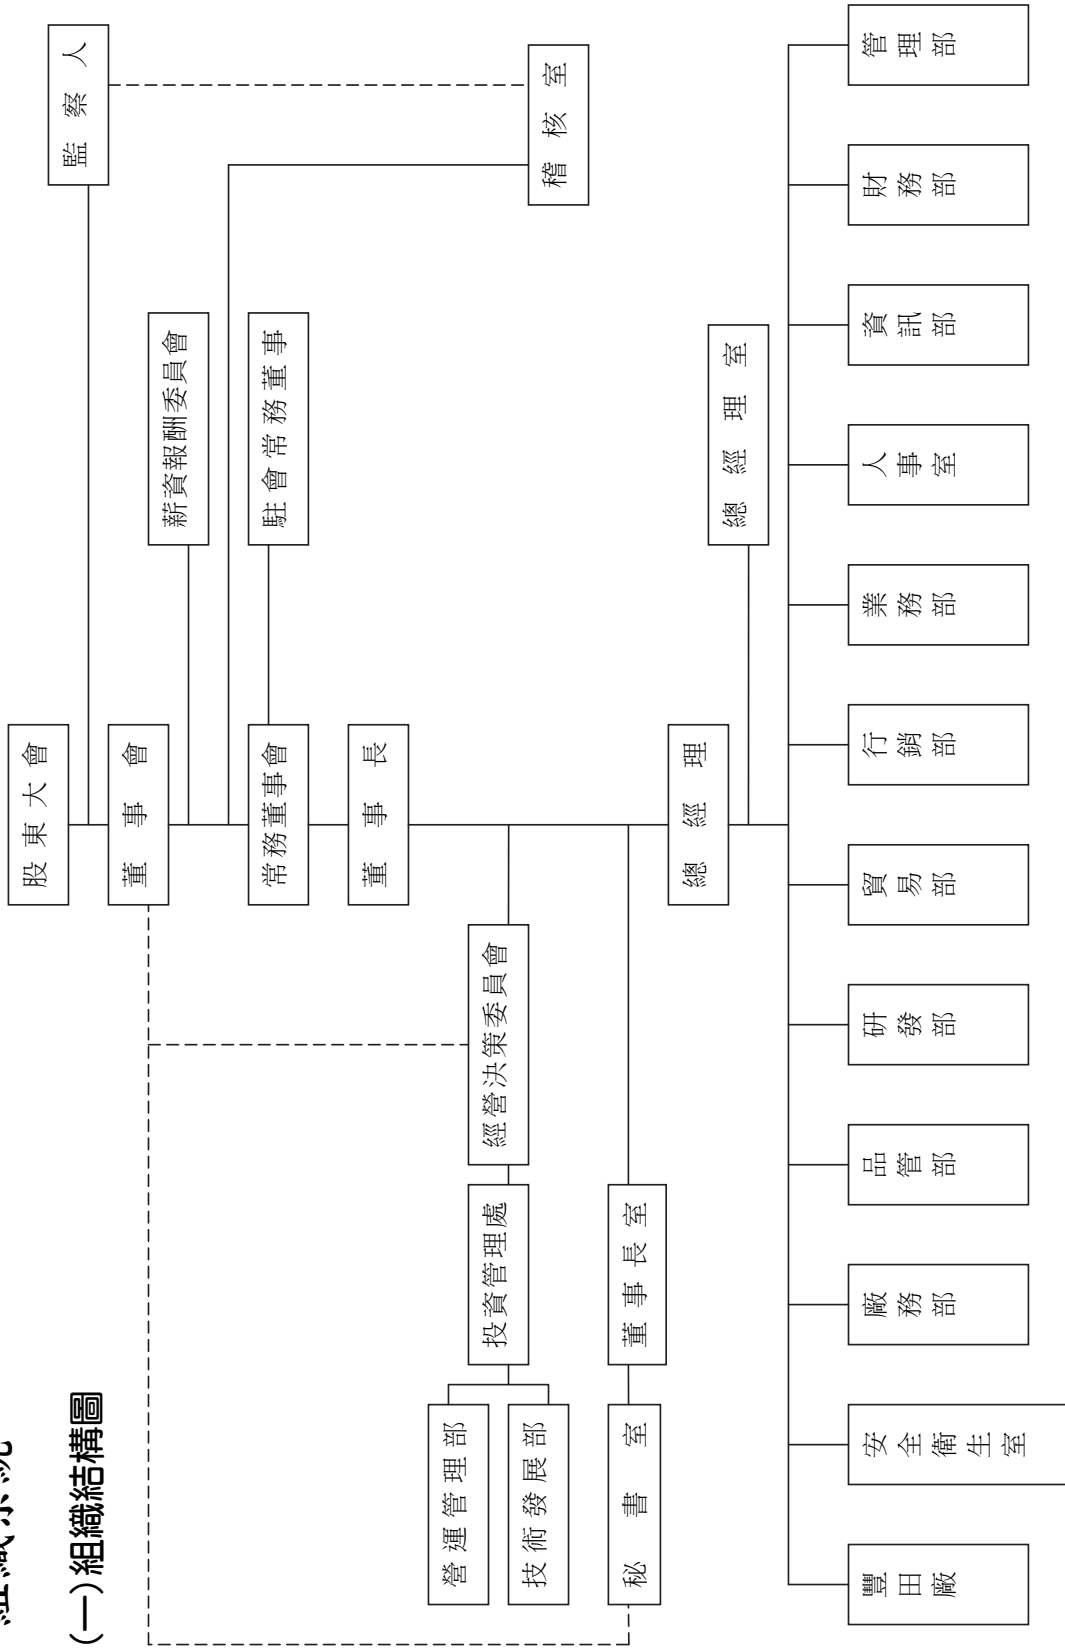 組織系統
(一)組織結構圖
股東大會
監察人
董事會
薪資報酬委員會
稽核室
常務董事會
駐會常務董事
董事長
經營決策委員會
投資管理處
營運管理部
技術發展部
董事長室
秘書室
總經理
總經理室
豐田廠
安全衛生室
廠務部
品管部
研發部
貿易部
行銷部
業務部
人事室
資訊部
財務部
管理部